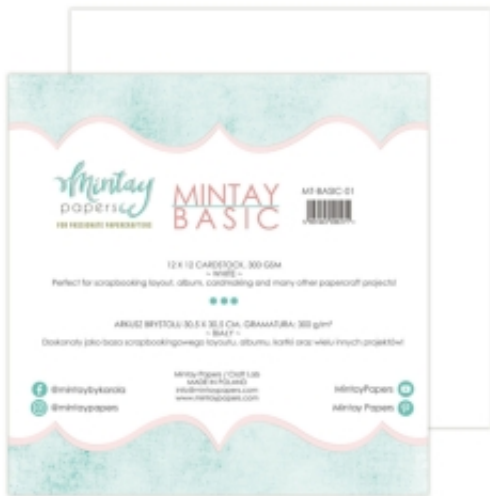 Mintay
papers
FOR PASSIONATE PAPERCRAFTERS
MINTAY
BASIC
MT-BASIC-01
12 X 12 CARDSTOCK, 300 GSM
~ WHITE ~
Perfect for scrapbooking layout, album, cardmaking and many other papercraft projects!
ARKUSZ BRYSTOLU 30,5 X 30,5 CM, GRAMATURA: 300 g/m²
~ BIAŁY ~
Doskonały jako baza scrapbookingowego layoutu, albumu, kartki oraz wielu innych projektów!
Mintay Papers / Craft Lab
MADE IN POLAND
info@mintaypapers.com
www.mintaypapers.com
@mintaybykarola
@mintaypapers
MintayPapers
Mintay Papers